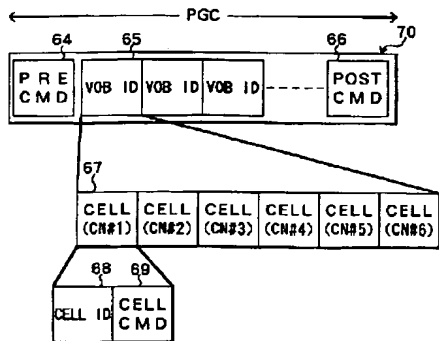 PGC
64 65 66 70
PRE CMD VOB ID VOB ID VOB ID POST CMD
67
CELL (CN#1) CELL (CN#2) CELL (CN#3) CELL (CN#4) CELL (CN#5) CELL (CN#6)
68 69
CELL ID CELL CMD